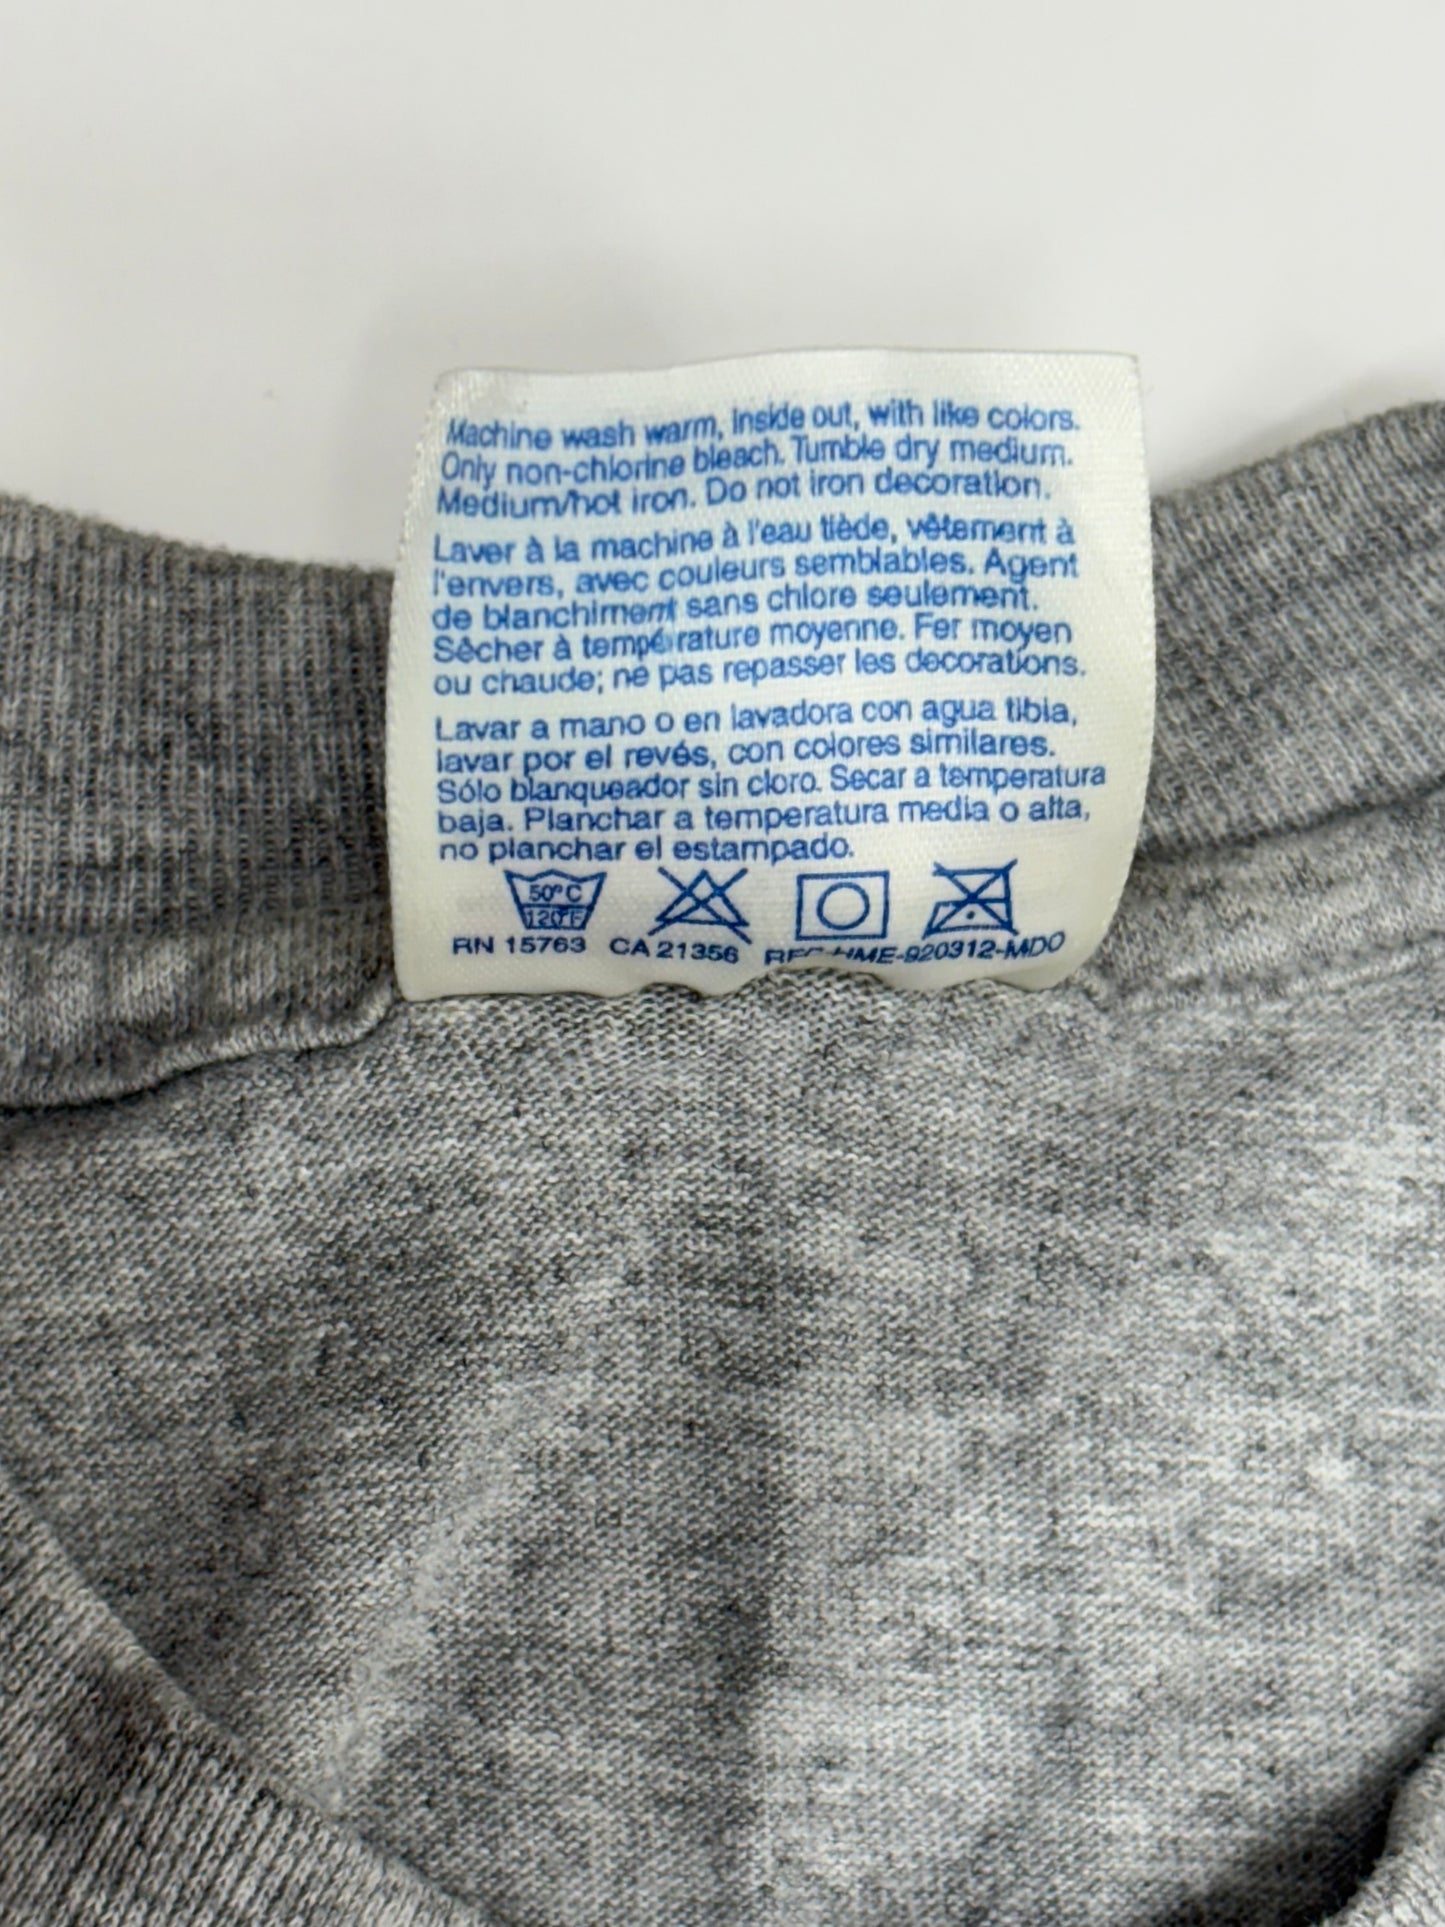 Machine wash warm, inside out, with like colors.
Only non-chlorine bleach. Tumble dry medium.
Medium/hot iron. Do not iron decoration.
Laver à la machine à l'eau tiède, vêtement à
l'envers, avec couleurs semblables. Agent
de blanchiment sans chlore seulement.
Sècher à température moyenne. Fer moyen
ou chaude; ne pas repasser les decorations.
Lavar a mano o en lavadora con agua tibia,
lavar por el revés, con colores similares.
Sólo blanqueador sin cloro. Secar a temperatura
baja. Planchar a temperatura media o alta,
no planchar el estampado.
50°C
120°F
RN 15763 CA 21356 HME-920312-MDO